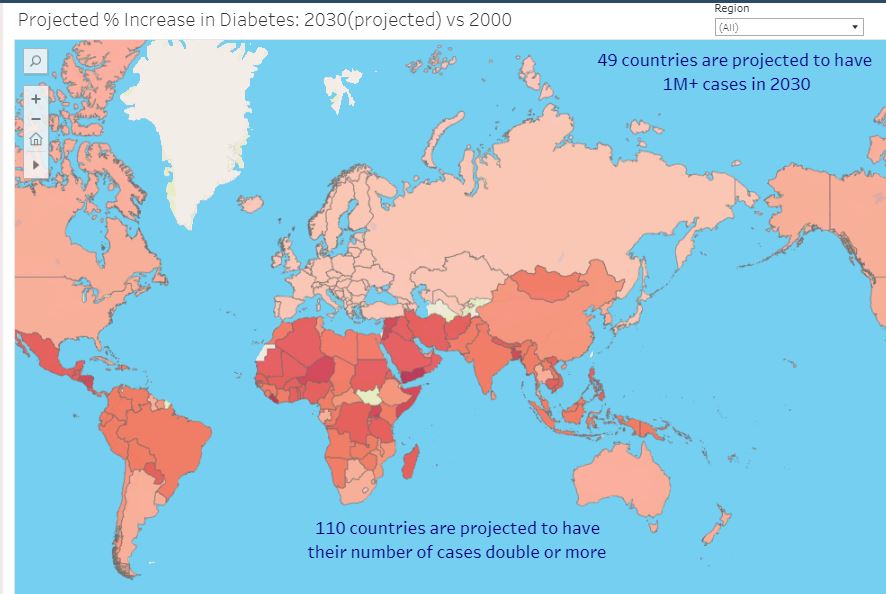 Projected % Increase in Diabetes: 2030(projected) vs 2000
Region
(All)
49 countries are projected to have
1M+ cases in 2030
110 countries are projected to have
their number of cases double or more